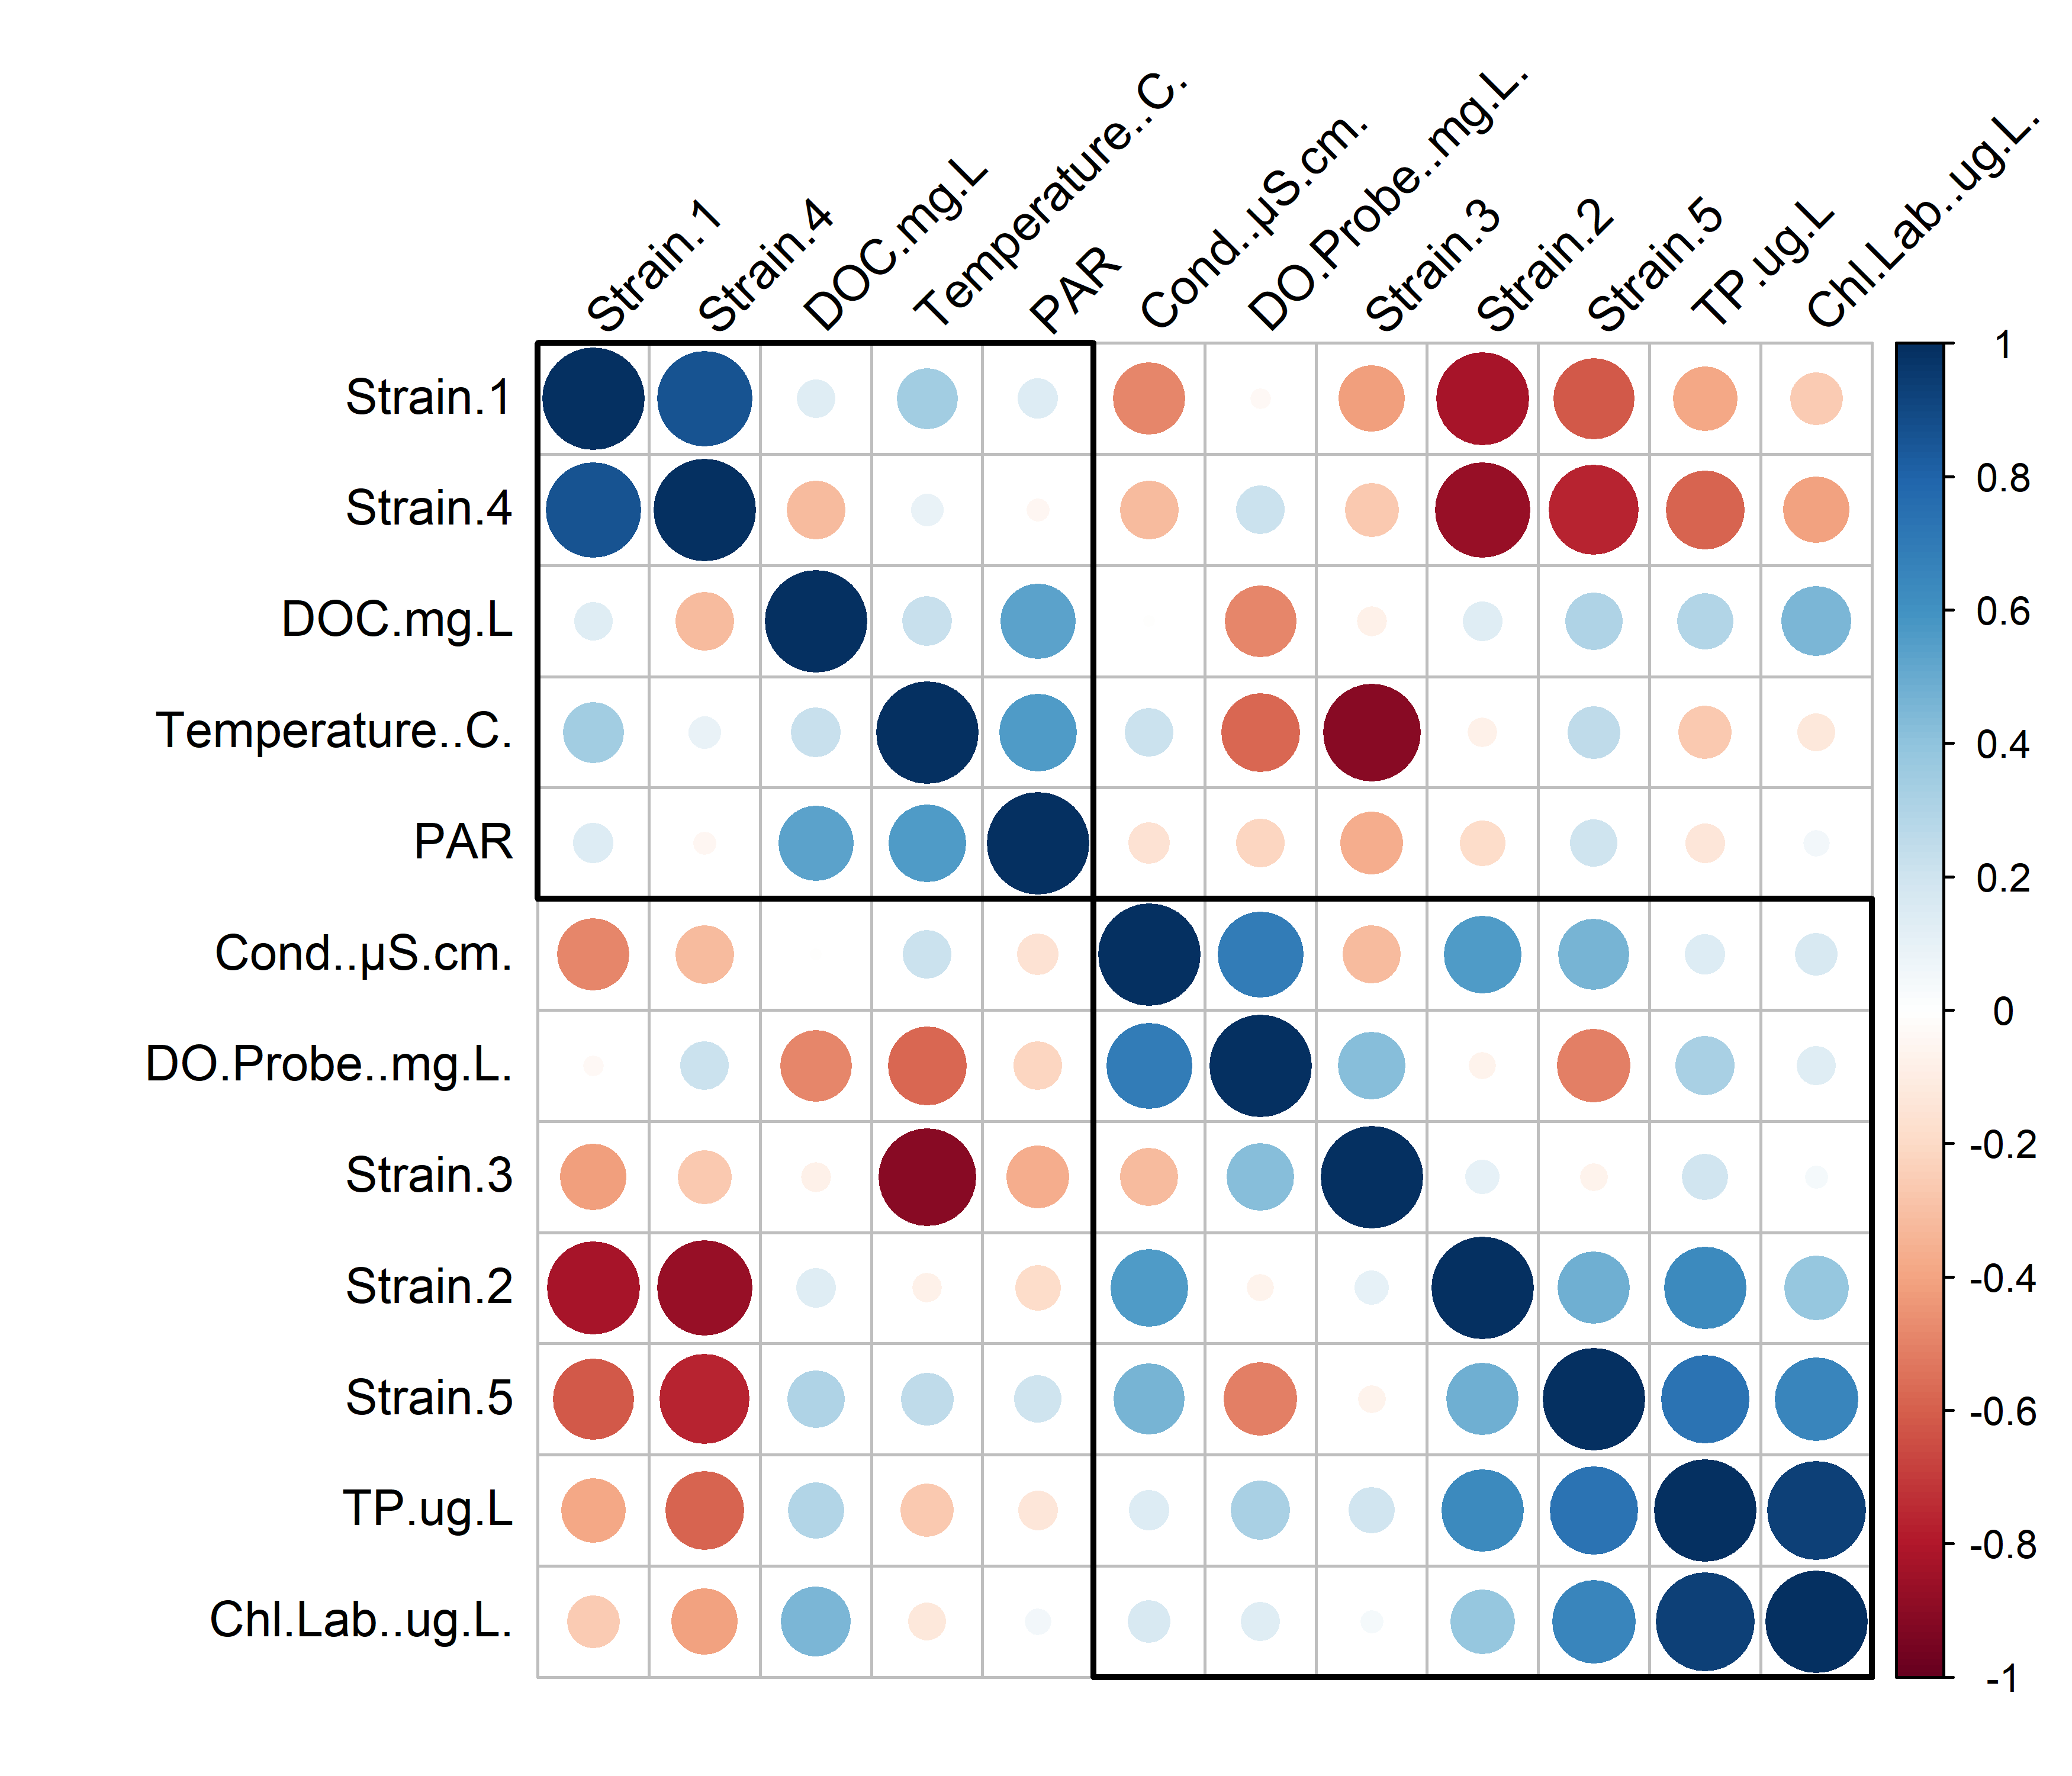 Strain.1
Strain.4
DOC.mg.L
Temperature..C.
PAR
Cond..µS.cm.
DO.Probe..mg.L.
Strain.3
Strain.2
Strain.5
TP.ug.L
Chl.Lab..ug.L.
Strain.1
Strain.4
DOC.mg.L
Temperature..C.
PAR
Cond..µS.cm.
DO.Probe..mg.L.
Strain.3
Strain.2
Strain.5
TP.ug.L
Chl.Lab..ug.L.
1
0.8
0.6
0.4
0.2
0
-0.2
-0.4
-0.6
-0.8
-1